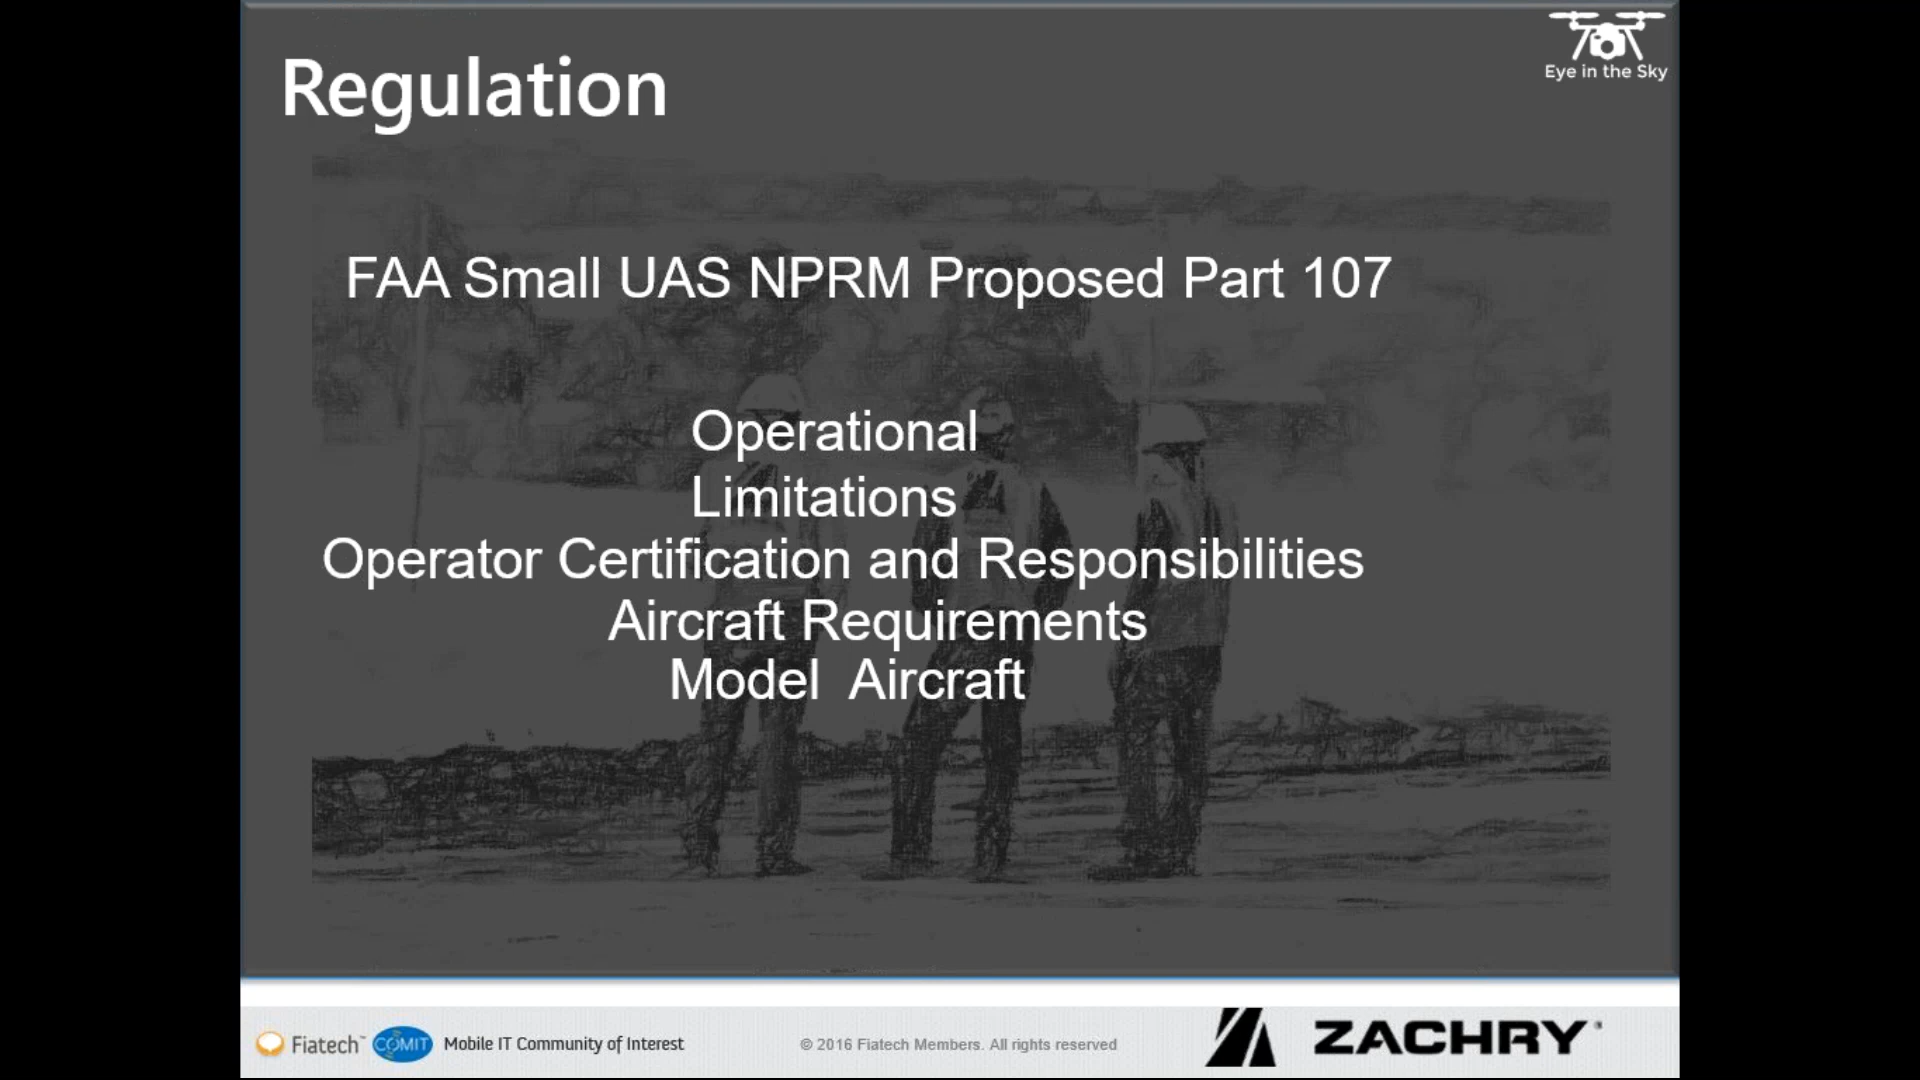 Regulation
Eye in the Sky
FAA Small UAS NPRM Proposed Part 107
Operational
Limitations
Operator Certification and Responsibilities
Aircraft Requirements
Model  Aircraft
Fiatech™ COMIT Mobile IT Community of Interest
© 2016 Fiatech Members. All rights reserved
ZACHRY